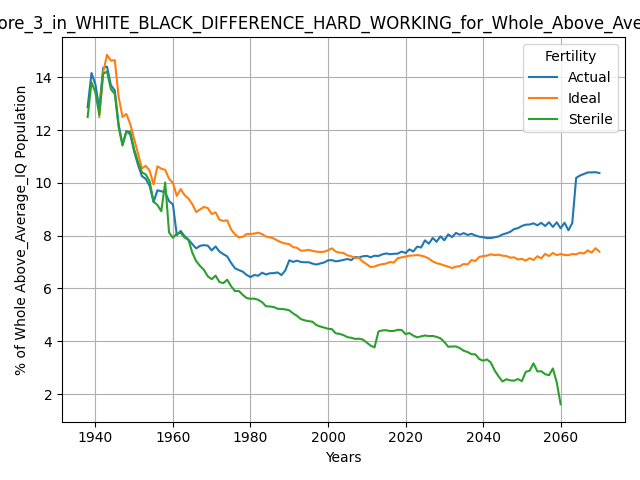 ore_3_in_WHITE_BLACK_DIFFERENCE_HARD_WORKING_for_Whole_Above_Ave
Fertility
Actual
Ideal
Sterile
% of Whole Above_Average_IQ Population
14
12
10
8
6
4
2
1940 1960 1980 2000 2020 2040 2060
Years